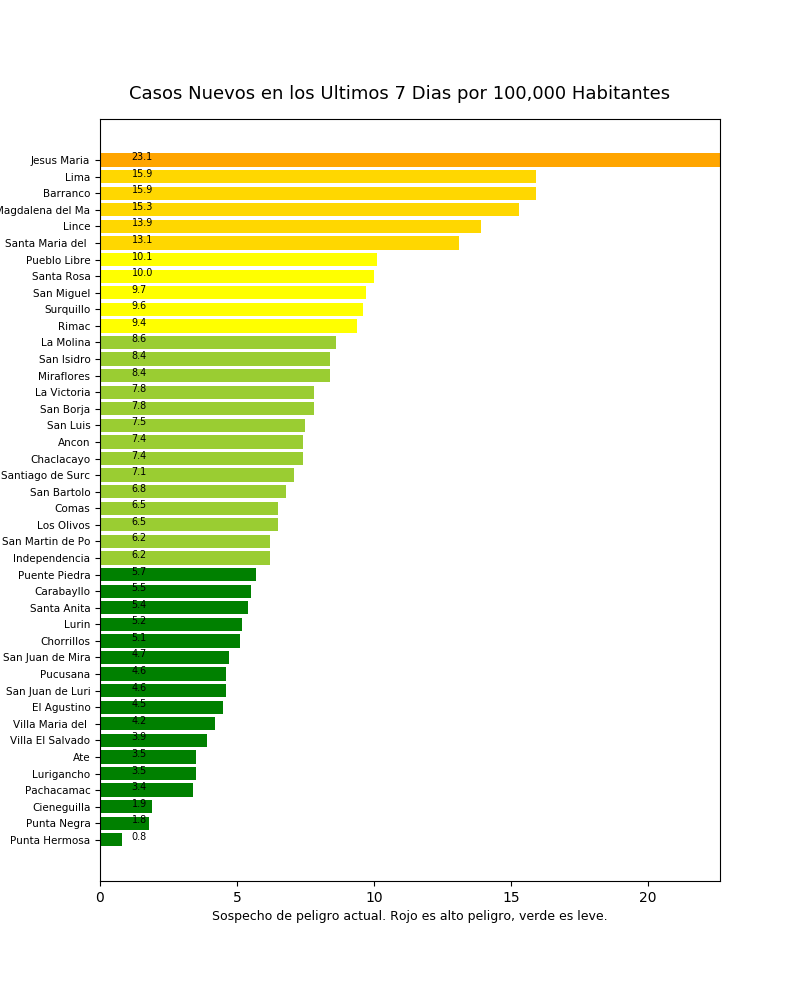 Casos Nuevos en los Ultimos 7 Dias por 100,000 Habitantes
Jesus Maria 23.1
Lima 15.9
Barranco 15.9
Magdalena del Ma 15.3
Lince 13.9
Santa Maria del 13.1
Pueblo Libre 10.1
Santa Rosa 10.0
San Miguel 9.7
Surquillo 9.6
Rimac 9.4
La Molina 8.6
San Isidro 8.4
Miraflores 8.4
La Victoria 7.8
San Borja 7.8
San Luis 7.5
Ancon 7.4
Chaclacayo 7.4
Santiago de Surc 7.1
San Bartolo 6.8
Comas 6.5
Los Olivos 6.5
San Martin de Po 6.2
Independencia 6.2
Puente Piedra 5.7
Carabayllo 5.5
Santa Anita 5.4
Lurin 5.2
Chorrillos 5.1
San Juan de Mira 4.7
Pucusana 4.6
San Juan de Luri 4.6
El Agustino 4.5
Villa Maria del 4.2
Villa El Salvado 3.9
Ate 3.5
Lurigancho 3.5
Pachacamac 3.4
Cieneguilla 1.9
Punta Negra 1.8
Punta Hermosa 0.8
0 5 10 15 20
Sospecho de peligro actual. Rojo es alto peligro, verde es leve.